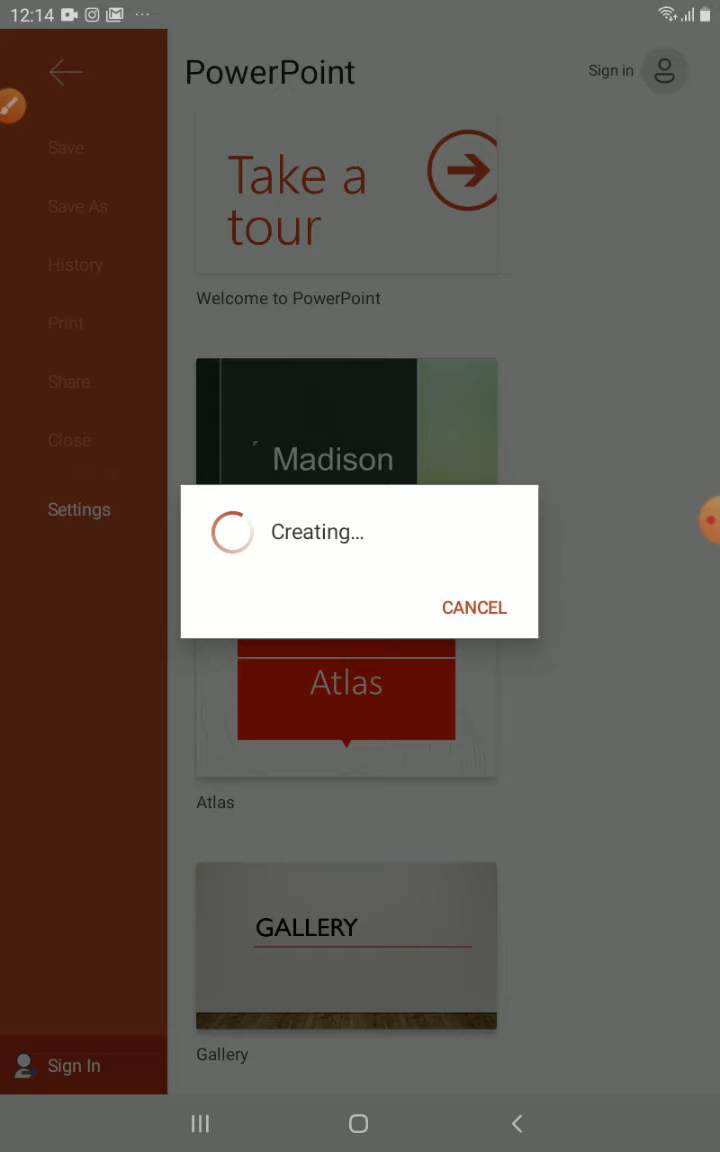 12:14
PowerPoint
Sign in
Save
Save As
History
Print
Share
Close
Settings
Sign In
Take a
tour
Welcome to PowerPoint
Madison
Creating...
CANCEL
Atlas
Atlas
GALLERY
Gallery